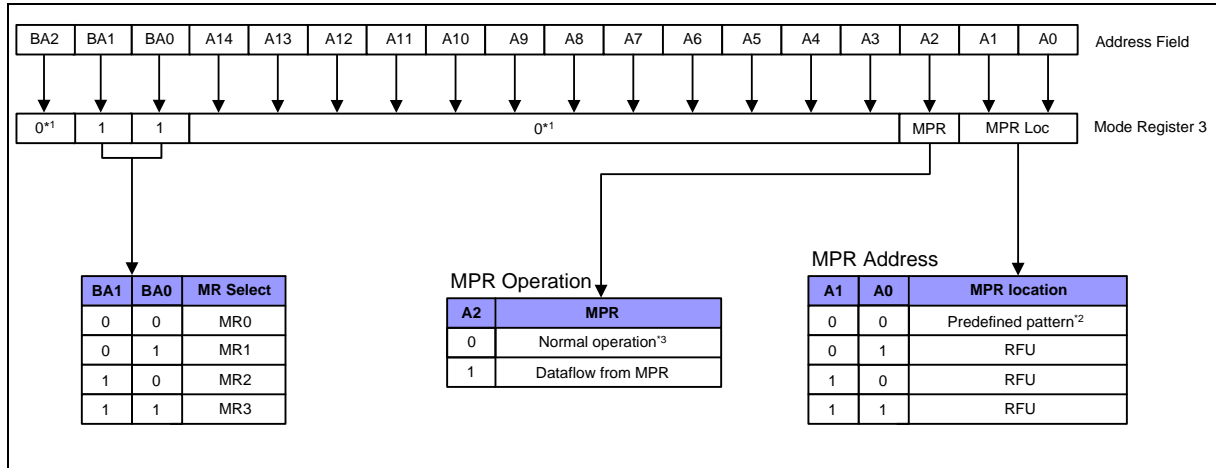 BA2 BA1 BA0 A14 A13 A12 A11 A10 A9 A8 A7 A6 A5 A4 A3 A2 A1 A0 Address Field
0*1 1 1 0*1 MPR MPR Loc Mode Register 3
BA1 BA0 MR Select
0 0 MR0
0 1 MR1
1 0 MR2
1 1 MR3
MPR Operation
A2 MPR
0 Normal operation*3
1 Dataflow from MPR
MPR Address
A1 A0 MPR location
0 0 Predefined pattern*2
0 1 RFU
1 0 RFU
1 1 RFU